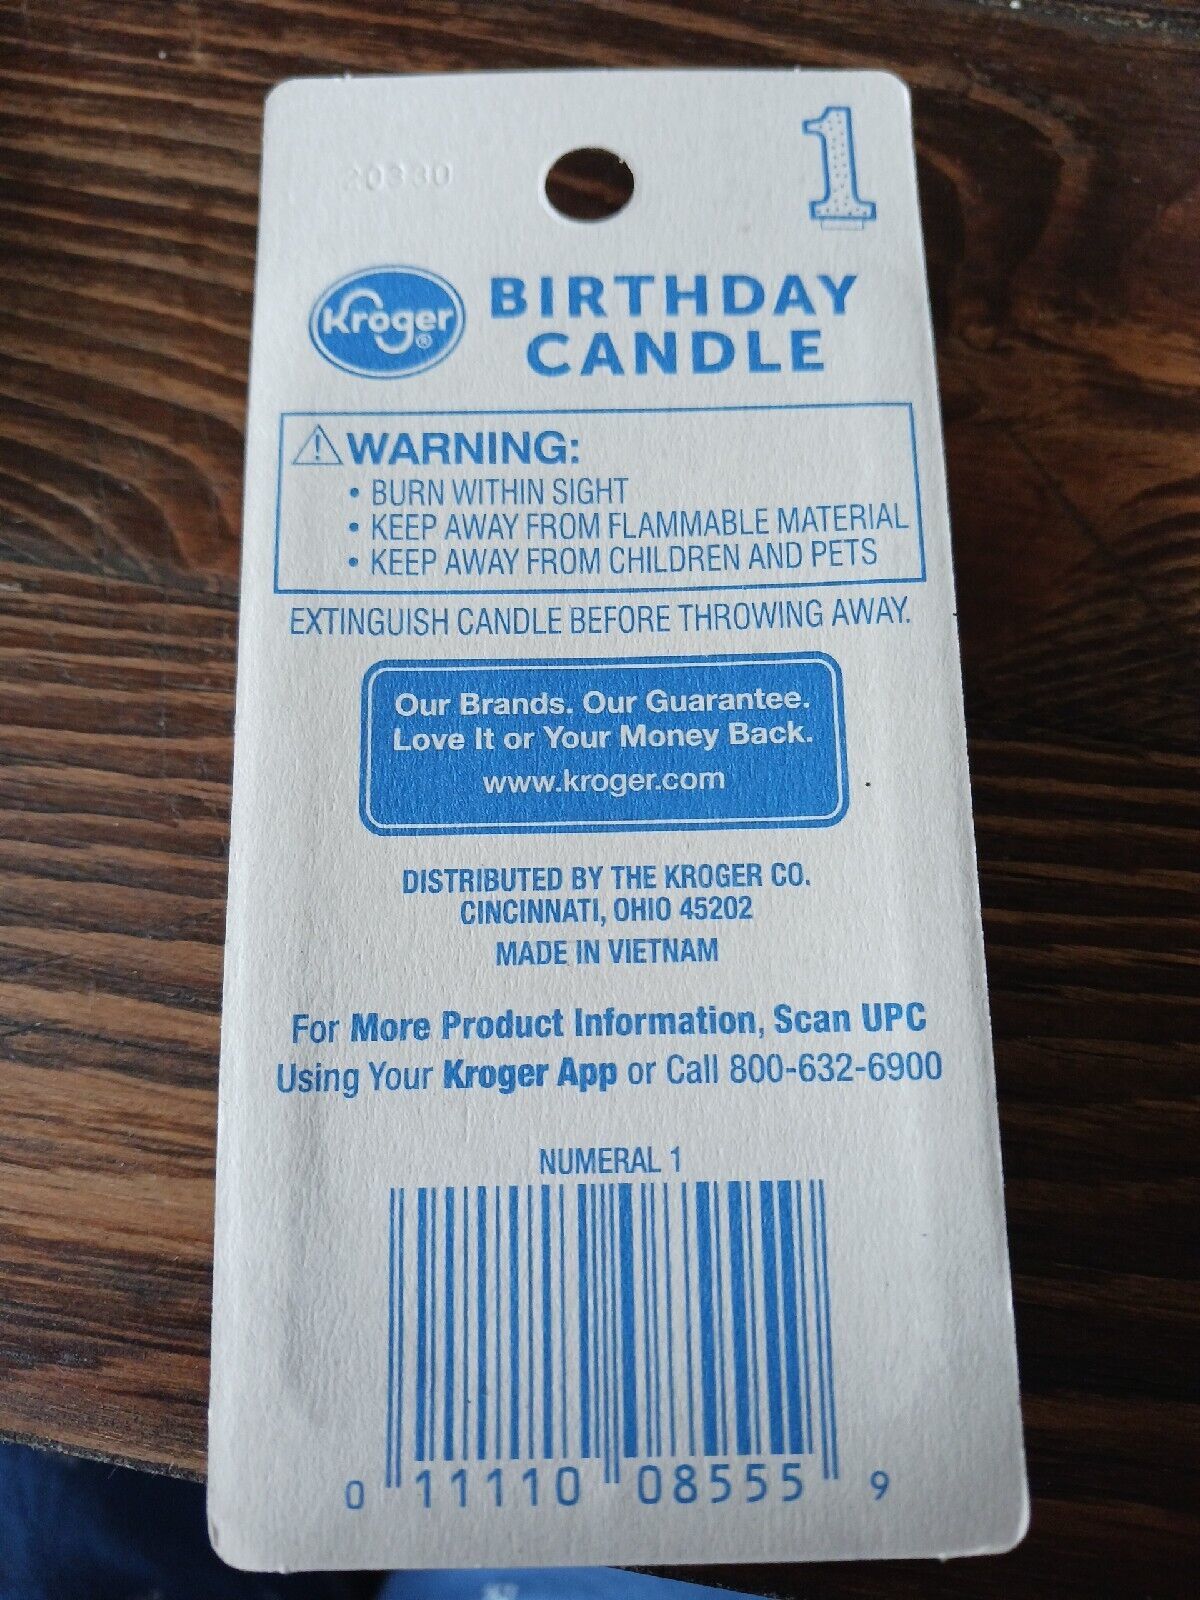 20330
1
Kroger®
BIRTHDAY
CANDLE
WARNING:
• BURN WITHIN SIGHT
• KEEP AWAY FROM FLAMMABLE MATERIAL
• KEEP AWAY FROM CHILDREN AND PETS
EXTINGUISH CANDLE BEFORE THROWING AWAY.
Our Brands. Our Guarantee.
Love It or Your Money Back.
www.kroger.com
DISTRIBUTED BY THE KROGER CO.
CINCINNATI, OHIO 45202
MADE IN VIETNAM
For More Product Information, Scan UPC
Using Your Kroger App or Call 800-632-6900
NUMERAL 1
0 11110 08555 9